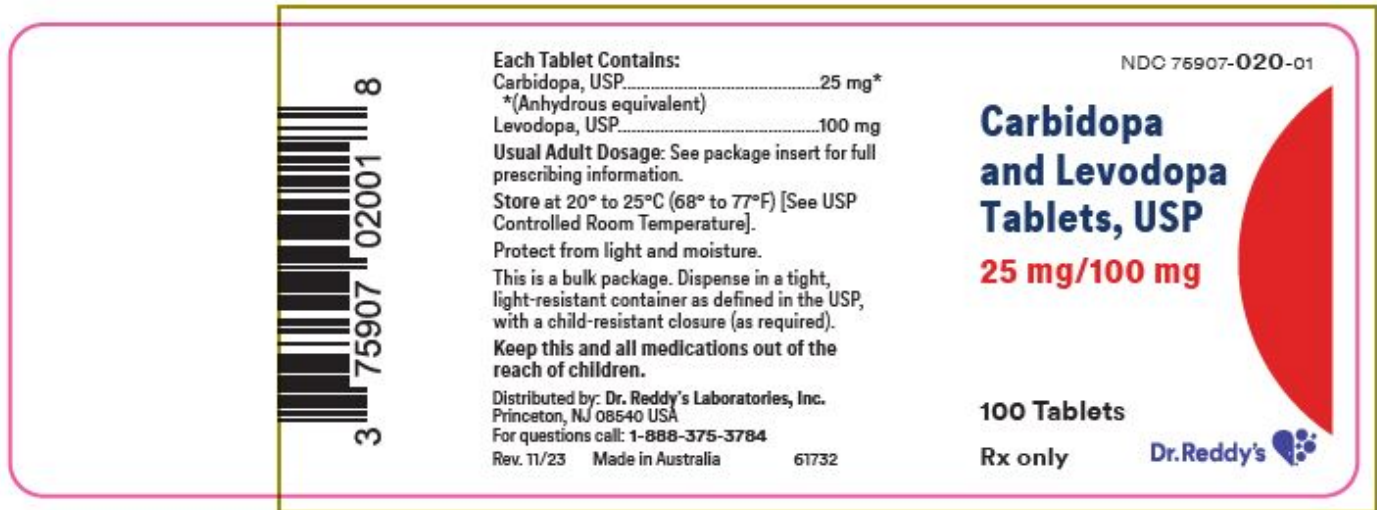 3 75907 02001 8
Each Tablet Contains:
Carbidopa, USP..................................................25 mg*
*(Anhydrous equivalent)
Levodopa, USP..................................................100 mg
Usual Adult Dosage: See package insert for full
prescribing information.
Store at 20° to 25°C (68° to 77°F) [See USP
Controlled Room Temperature].
Protect from light and moisture.
This is a bulk package. Dispense in a tight,
light-resistant container as defined in the USP,
with a child-resistant closure (as required).
Keep this and all medications out of the
reach of children.
Distributed by: Dr. Reddy's Laboratories, Inc.
Princeton, NJ 08540 USA
For questions call: 1-888-375-3784
Rev. 11/23 Made in Australia 61732
NDC 75907-020-01
Carbidopa
and Levodopa
Tablets, USP
25 mg/100 mg
100 Tablets
Rx only
Dr.Reddy's